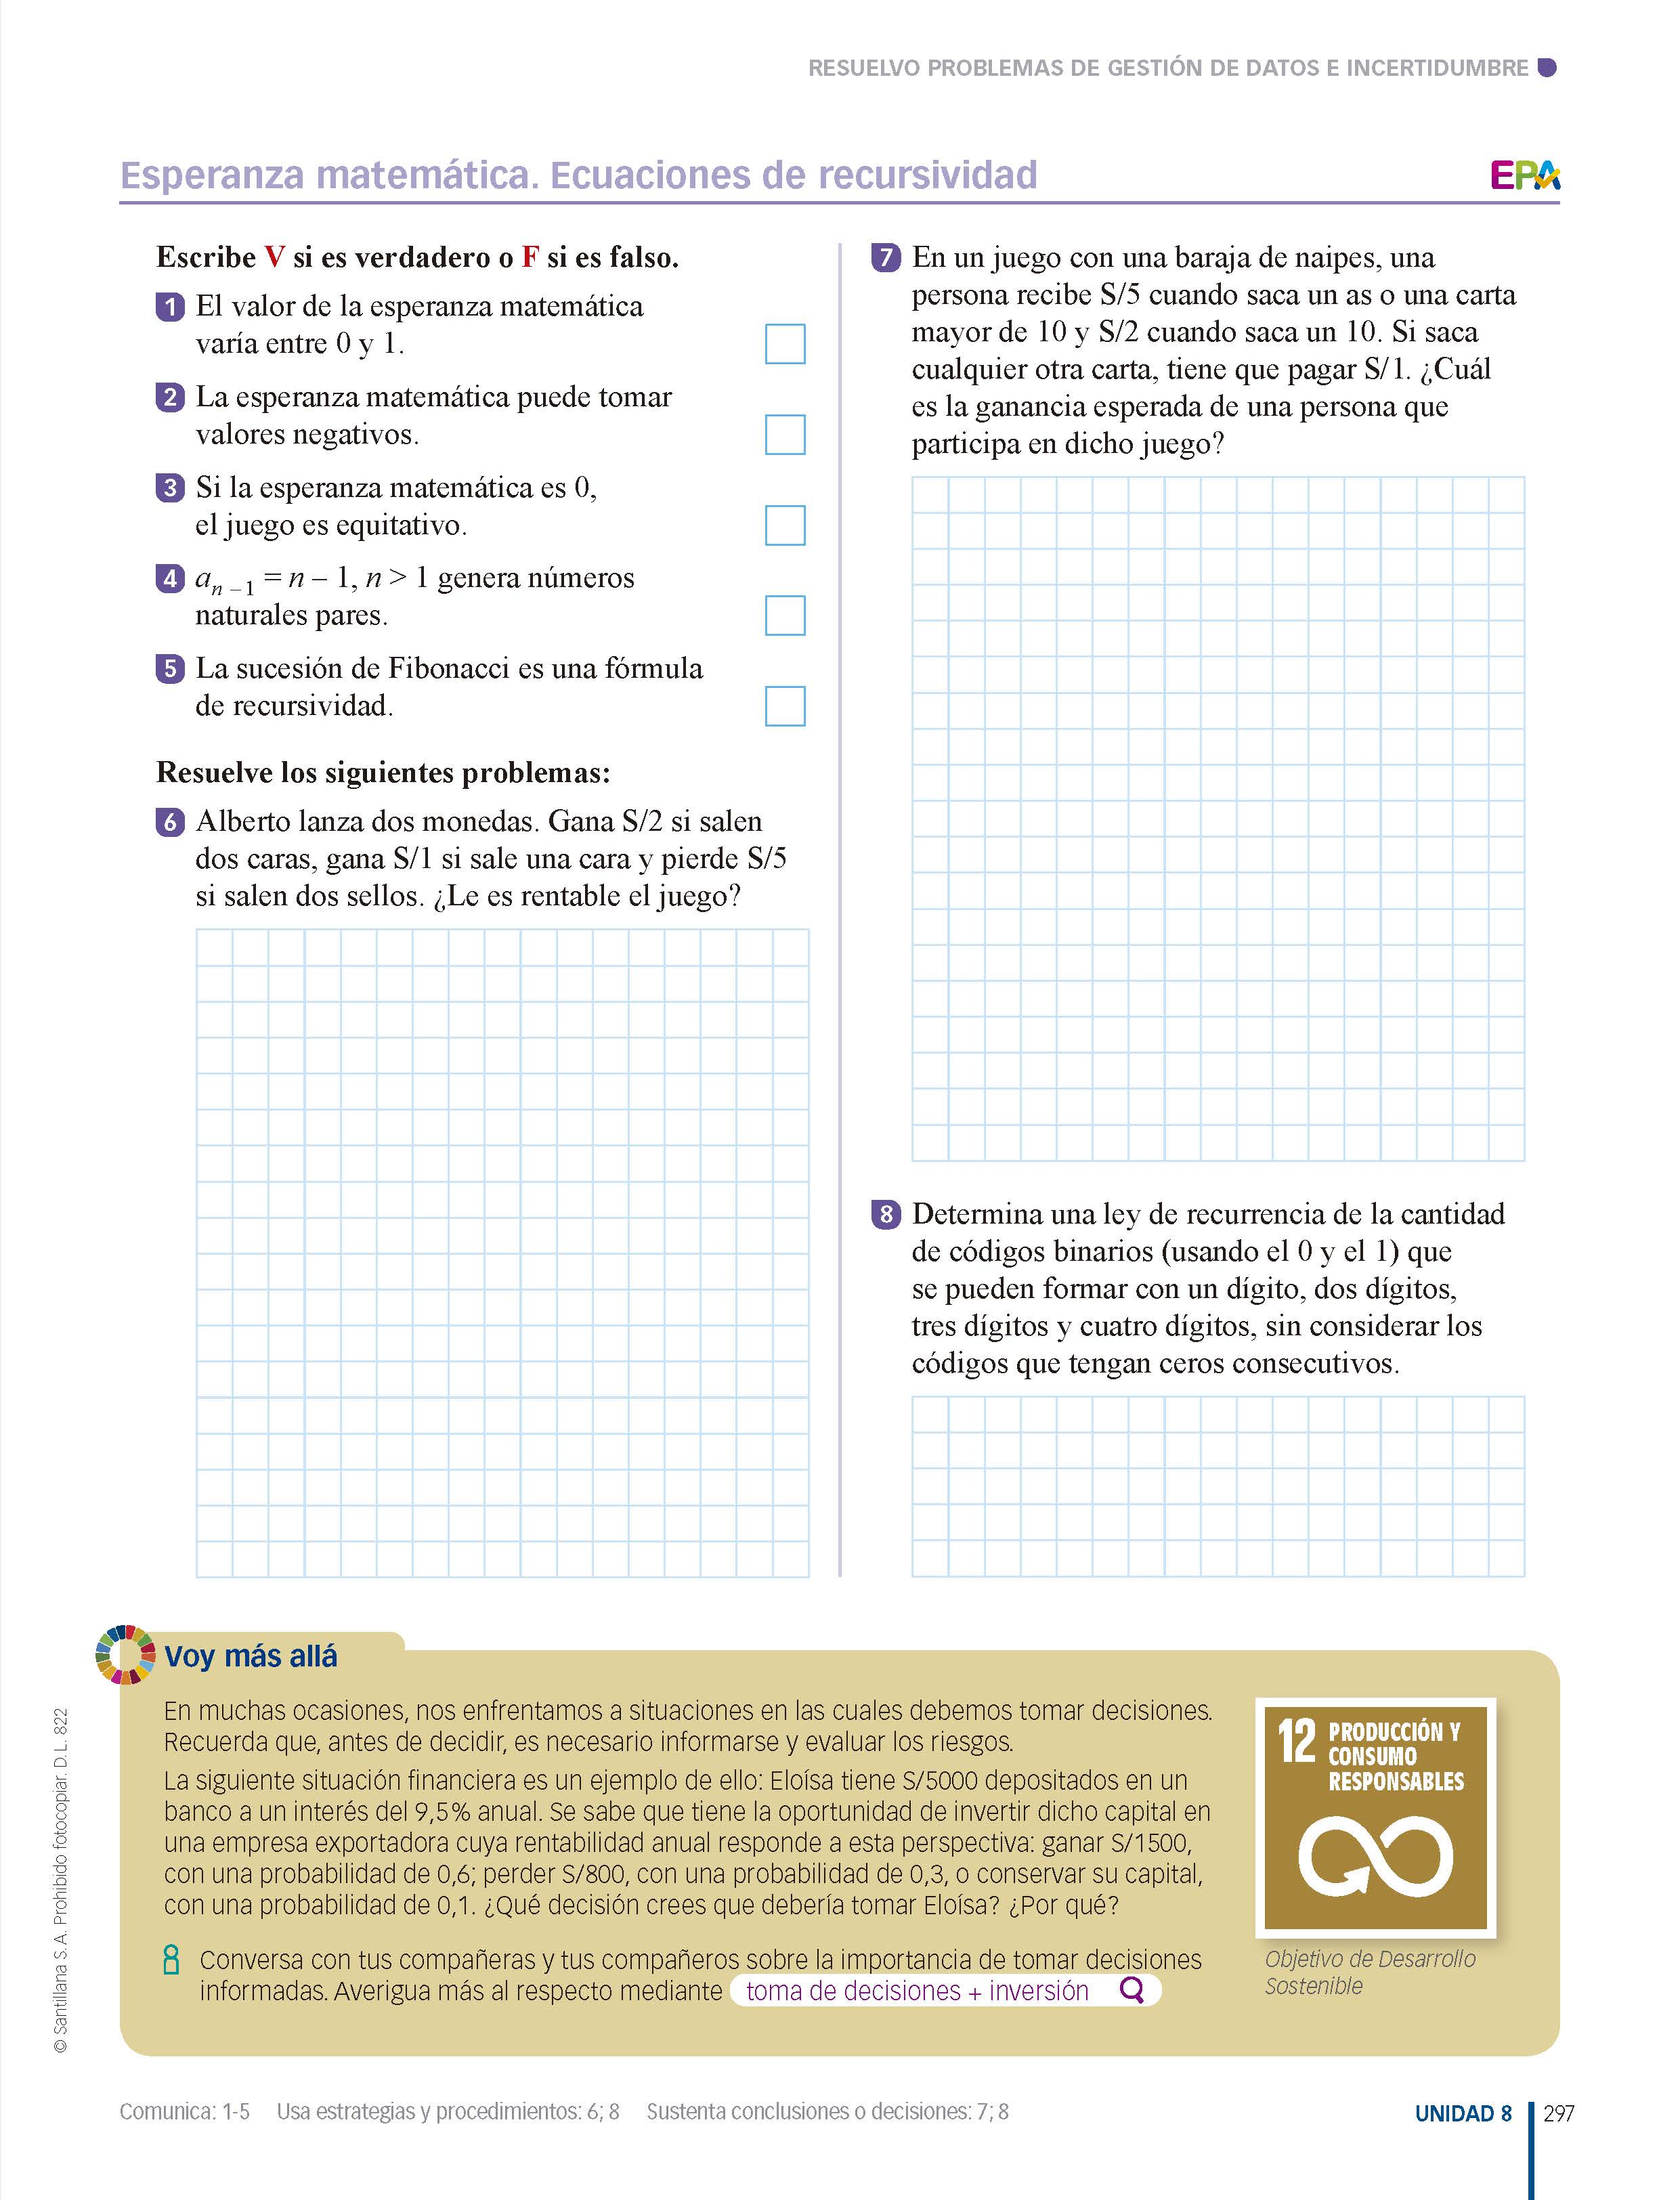 RESUELVO PROBLEMAS DE GESTIÓN DE DATOS E INCERTIDUMBRE
Esperanza matemática. Ecuaciones de recursividad
EPA
Escribe V si es verdadero o F si es falso.
1 El valor de la esperanza matemática
varía entre 0 y 1.
2 La esperanza matemática puede tomar
valores negativos.
3 Si la esperanza matemática es 0,
el juego es equitativo.
4 aₙ ₋ ₁ = n – 1, n > 1 genera números
naturales pares.
5 La sucesión de Fibonacci es una fórmula
de recursividad.
Resuelve los siguientes problemas:
6 Alberto lanza dos monedas. Gana S/2 si salen
dos caras, gana S/1 si sale una cara y pierde S/5
si salen dos sellos. ¿Le es rentable el juego?
7 En un juego con una baraja de naipes, una
persona recibe S/5 cuando saca un as o una carta
mayor de 10 y S/2 cuando saca un 10. Si saca
cualquier otra carta, tiene que pagar S/1. ¿Cuál
es la ganancia esperada de una persona que
participa en dicho juego?
8 Determina una ley de recurrencia de la cantidad
de códigos binarios (usando el 0 y el 1) que
se pueden formar con un dígito, dos dígitos,
tres dígitos y cuatro dígitos, sin considerar los
códigos que tengan ceros consecutivos.
Voy más allá
En muchas ocasiones, nos enfrentamos a situaciones en las cuales debemos tomar decisiones.
Recuerda que, antes de decidir, es necesario informarse y evaluar los riesgos.
La siguiente situación financiera es un ejemplo de ello: Eloísa tiene S/5000 depositados en un
banco a un interés del 9,5% anual. Se sabe que tiene la oportunidad de invertir dicho capital en
una empresa exportadora cuya rentabilidad anual responde a esta perspectiva: ganar S/1500,
con una probabilidad de 0,6; perder S/800, con una probabilidad de 0,3, o conservar su capital,
con una probabilidad de 0,1. ¿Qué decisión crees que debería tomar Eloísa? ¿Por qué?
Conversa con tus compañeras y tus compañeros sobre la importancia de tomar decisiones
informadas. Averigua más al respecto mediante toma de decisiones + inversión
12 PRODUCCIÓN Y
CONSUMO
RESPONSABLES
Objetivo de Desarrollo
Sostenible
© Santillana S. A. Prohibido fotocopiar. D. L. 822
Comunica: 1-5 Usa estrategias y procedimientos: 6; 8 Sustenta conclusiones o decisiones: 7; 8
UNIDAD 8 297